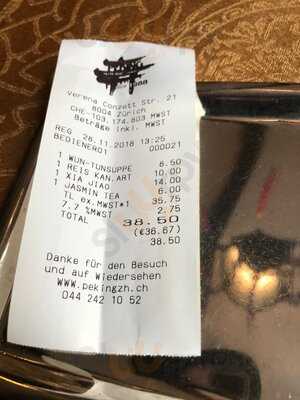 Verena Conzett Str. 21
8004 Zürich
CHE-103.174.803 MWST
Beträge inkl. MWST
REG 28.11.2018 13:25
BEDIENER01 000021
1 WUN-TUNSUPPE 8.50
1 REIS KAN.ART 10.00
1 XIA JIAO 14.00
1 JASMIN TEA 6.00
TL ex.MWST*1 35.75
7.7 %MWST 2.75
TOTAL 38.50
(€36.67)
38.50
Danke für den Besuch
und auf Wiedersehen
www.pekingzh.ch
044 242 10 52